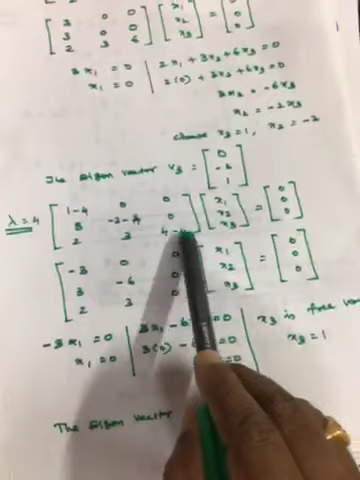 [3 0 0] [x₁] = [0]
[3 0 0] [x₂] [0]
[2 3 6] [x₃] [0]
3x₁ = 0 | 2x₁ + 3x₂ + 6x₃ = 0
x₁ = 0 | 2(0) + 3x₂ + 6x₃ = 0
3x₂ = -6x₃
x₂ = -2x₃
choose x₃ = 1, x₂ = -2
The Eigen vector v₃ = [0
-2
1]
λ = 4 [1-4 0 0] [x₁] = [0]
[3 -2-4 0] [x₂] [0]
[2 3 4-] [x₃] [0]
[-3 0 0 x₁] = [0]
[3 -6 0 x₂] [0]
[2 3 0 x₃] [0]
-3x₁ = 0 | 3x₁ - 6 = 0 | x₃ is free
x₁ = 0 | 3(0) - = 0 | x₃ = 1
= 0
The Eigen vector